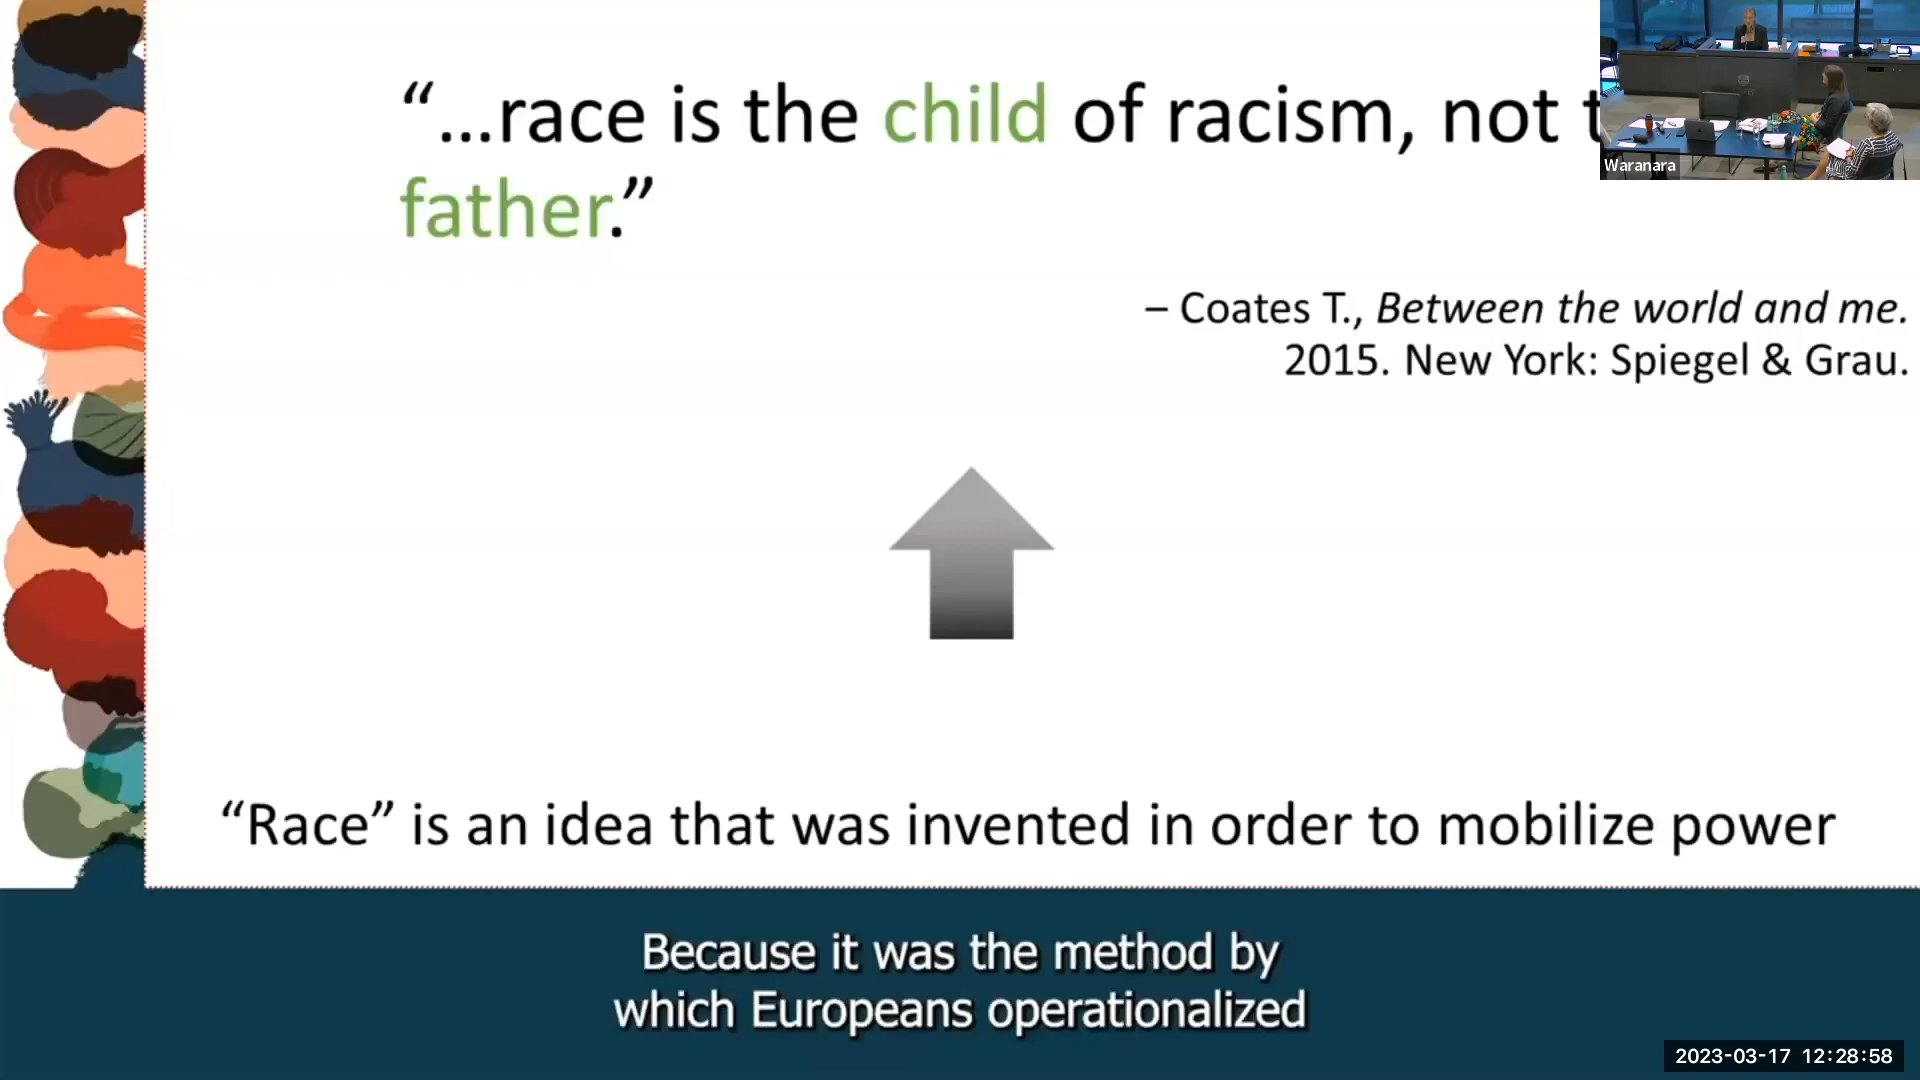 “...race is the child of racism, not t
father.”
– Coates T., Between the world and me.
2015. New York: Spiegel & Grau.
“Race” is an idea that was invented in order to mobilize power
Because it was the method by
which Europeans operationalized
Waranara
2023-03-17 12:28:58